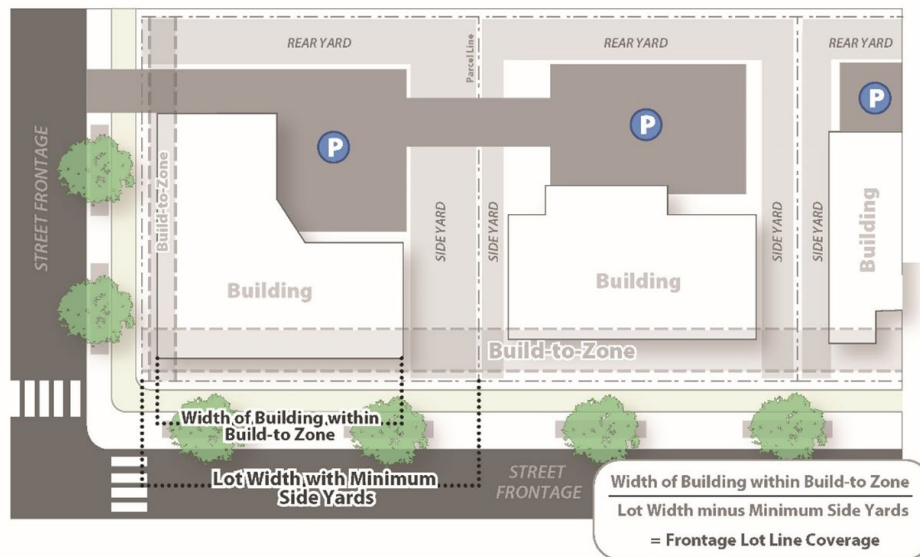 REAR YARD
REAR YARD
REAR YARD
Parcel Line
P
P
P
STREET FRONTAGE
Build-to-Zone
SIDE YARD
SIDE YARD
SIDE YARD
SIDE YARD
Building
Building
Building
Build-to-Zone
Width of Building within
Build-to Zone
Lot Width with Minimum
Side Yards
STREET
FRONTAGE
Width of Building within Build-to Zone
Lot Width minus Minimum Side Yards
= Frontage Lot Line Coverage